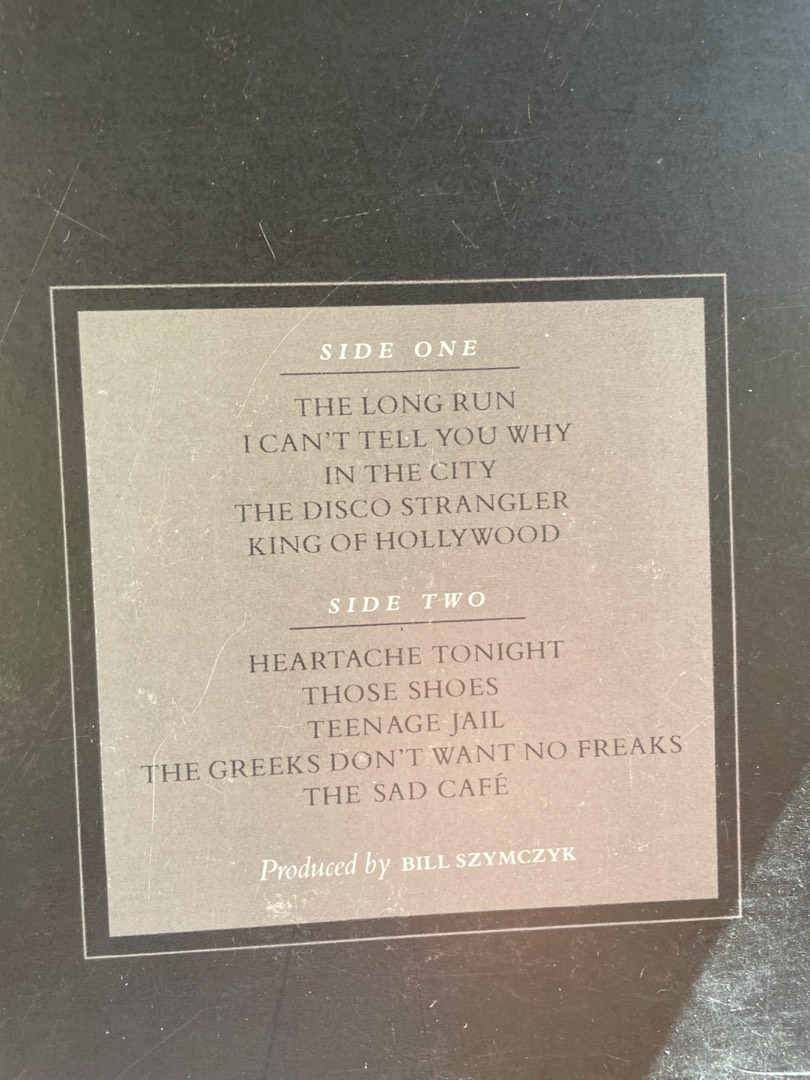 SIDE ONE
THE LONG RUN
I CAN'T TELL YOU WHY
IN THE CITY
THE DISCO STRANGLER
KING OF HOLLYWOOD
SIDE TWO
HEARTACHE TONIGHT
THOSE SHOES
TEENAGE JAIL
THE GREEKS DON'T WANT NO FREAKS
THE SAD CAFÉ
Produced by BILL SZYMCZYK